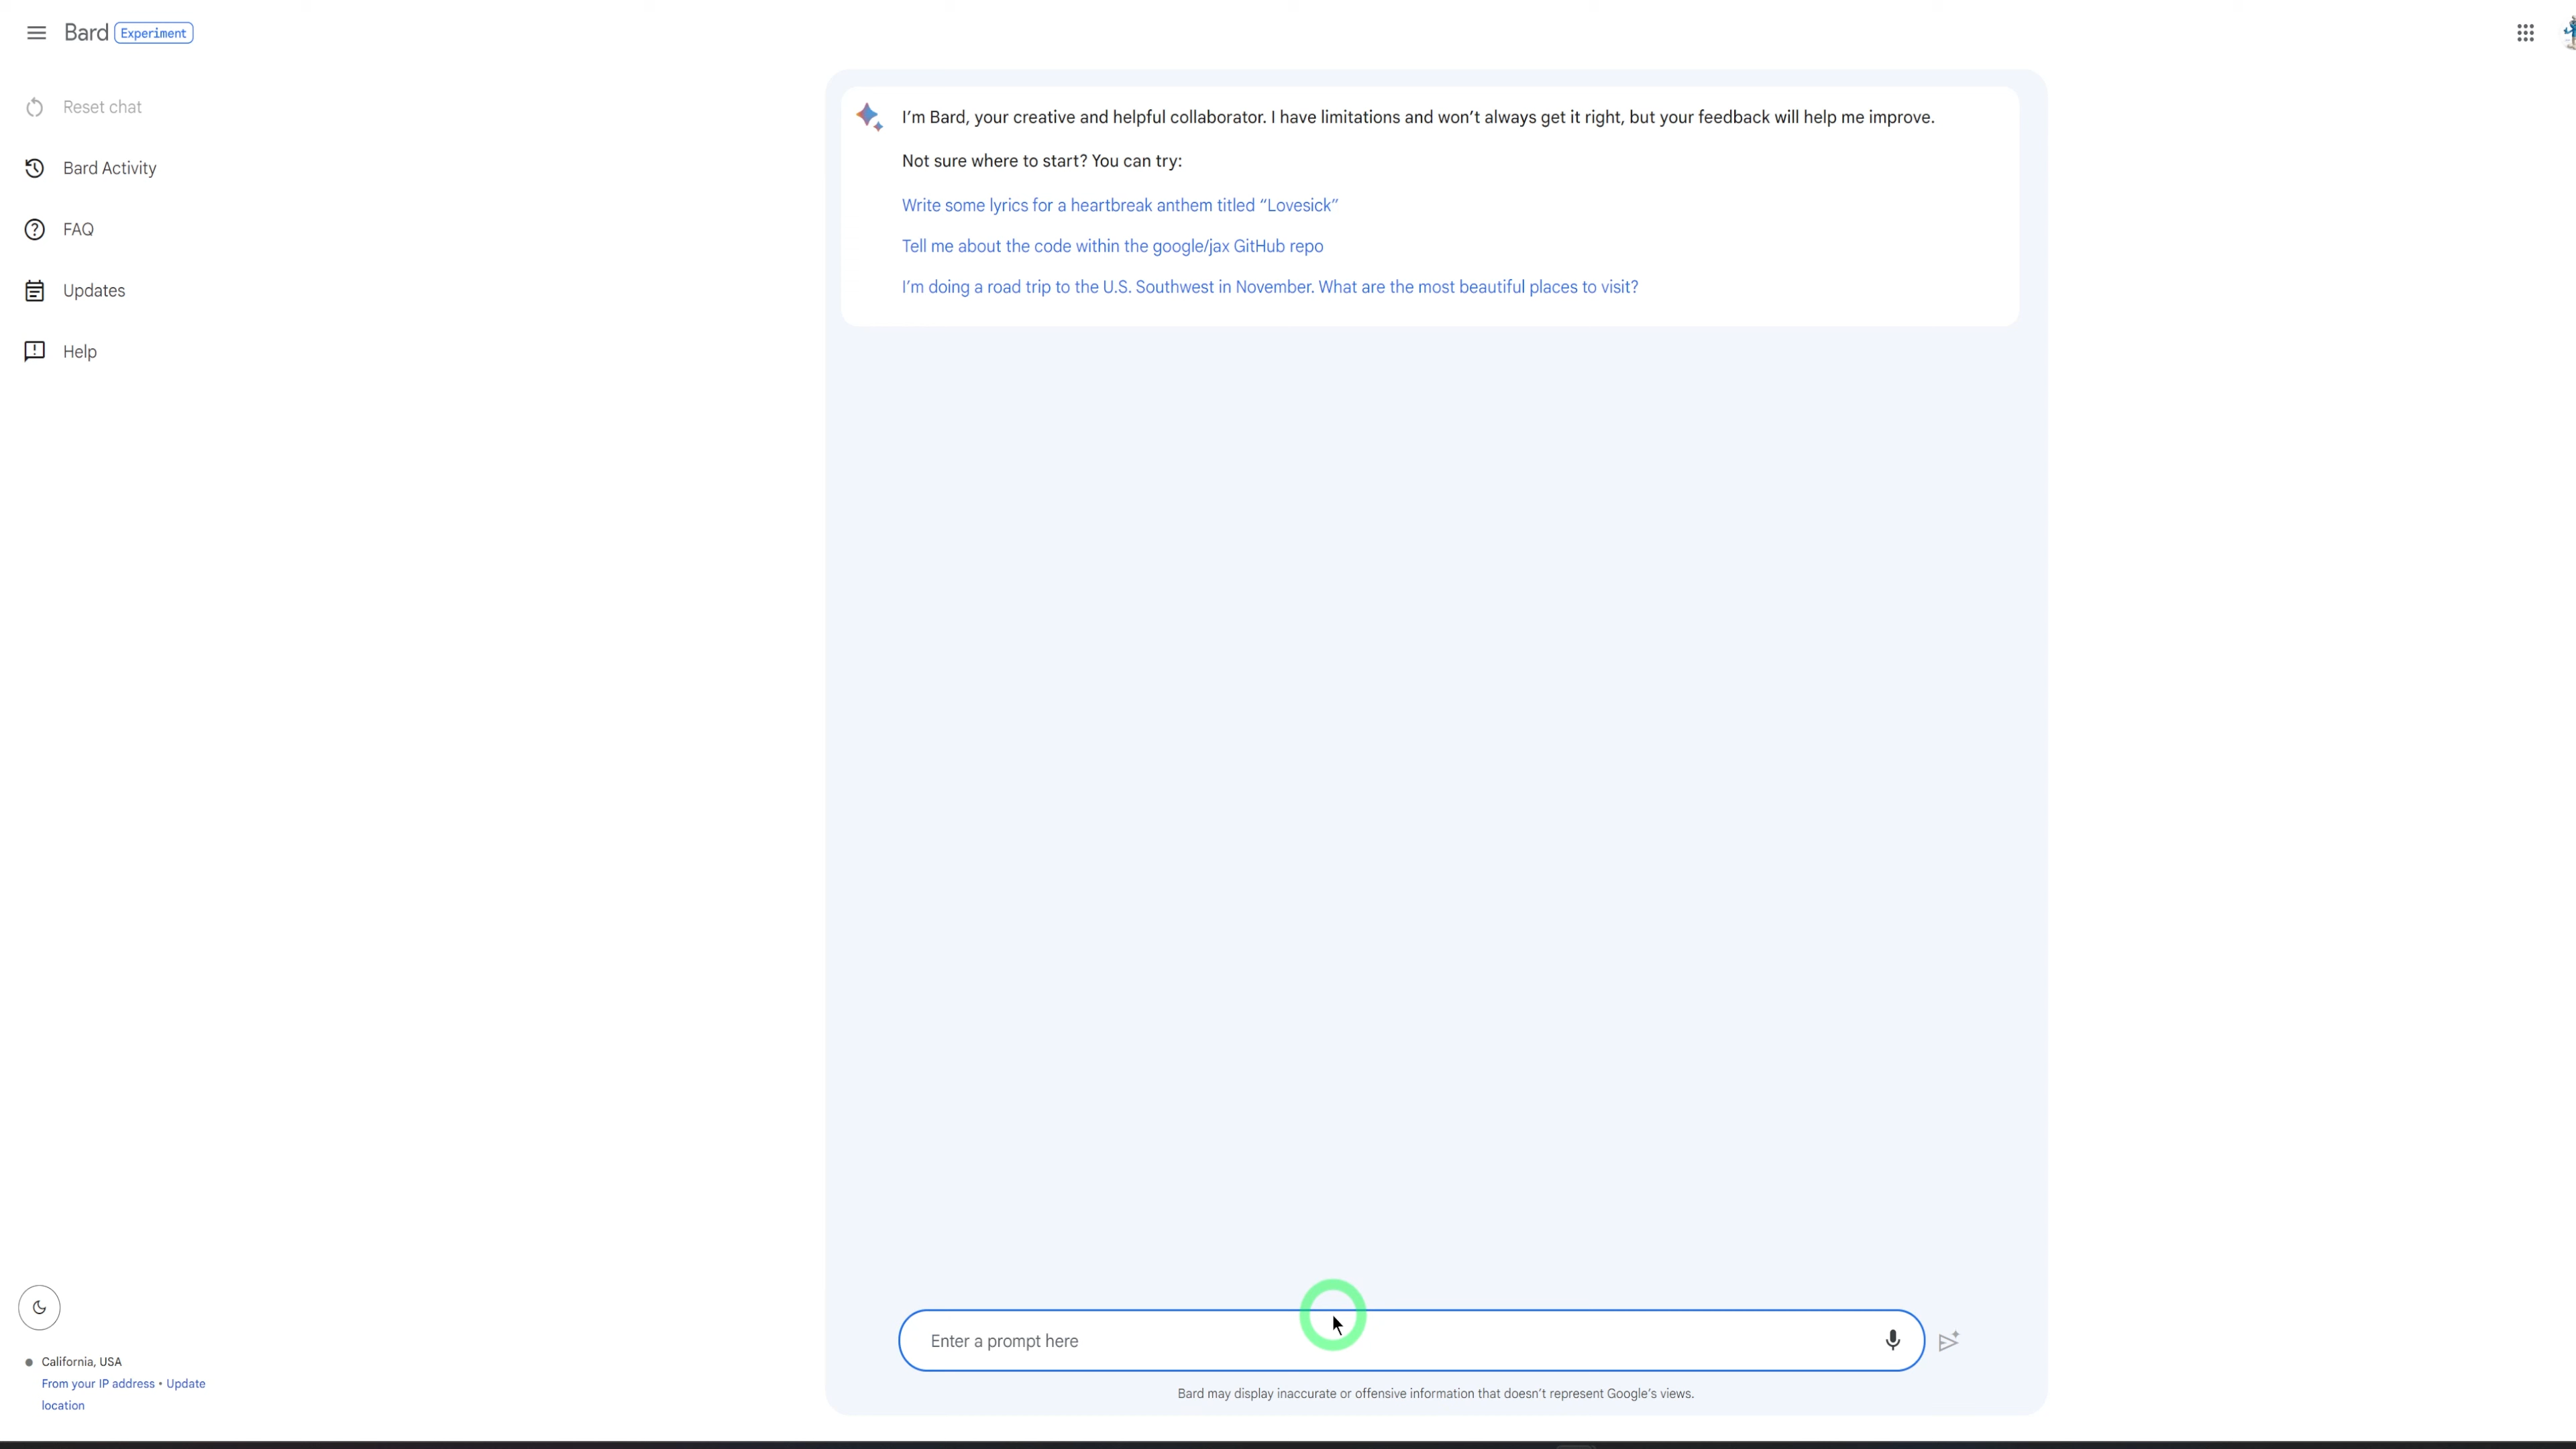 Bard Experiment
Reset chat
Bard Activity
FAQ
Updates
Help
I’m Bard, your creative and helpful collaborator. I have limitations and won’t always get it right, but your feedback will help me improve.
Not sure where to start? You can try:
Write some lyrics for a heartbreak anthem titled “Lovesick”
Tell me about the code within the google/jax GitHub repo
I’m doing a road trip to the U.S. Southwest in November. What are the most beautiful places to visit?
Enter a prompt here
Bard may display inaccurate or offensive information that doesn’t represent Google’s views.
California, USA
From your IP address • Update
location